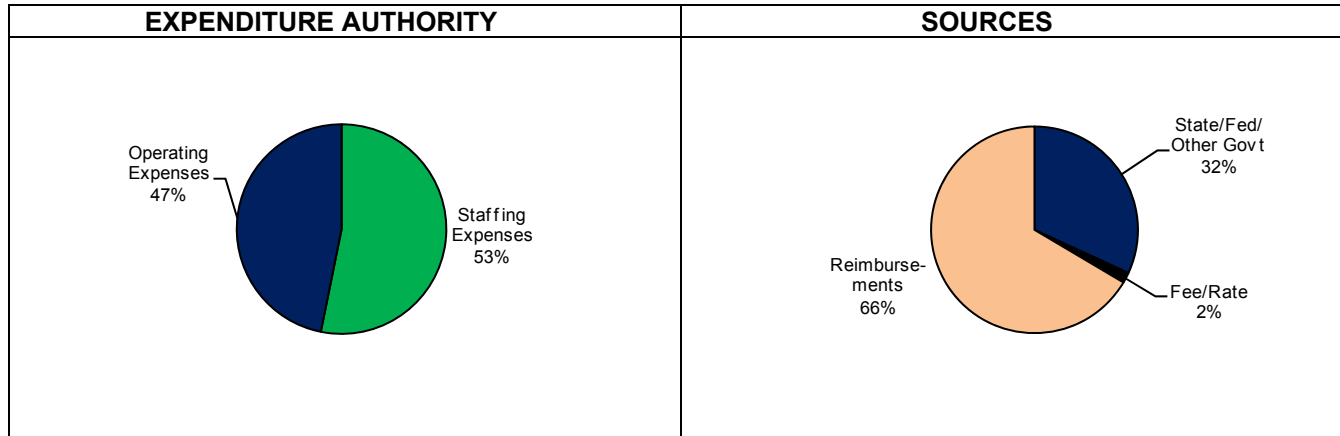 EXPENDITURE AUTHORITY
Operating
Expenses
47%
Staffing
Expenses
53%
SOURCES
State/Fed/
Other Govt
32%
Reimburse-
ments
66%
Fee/Rate
2%